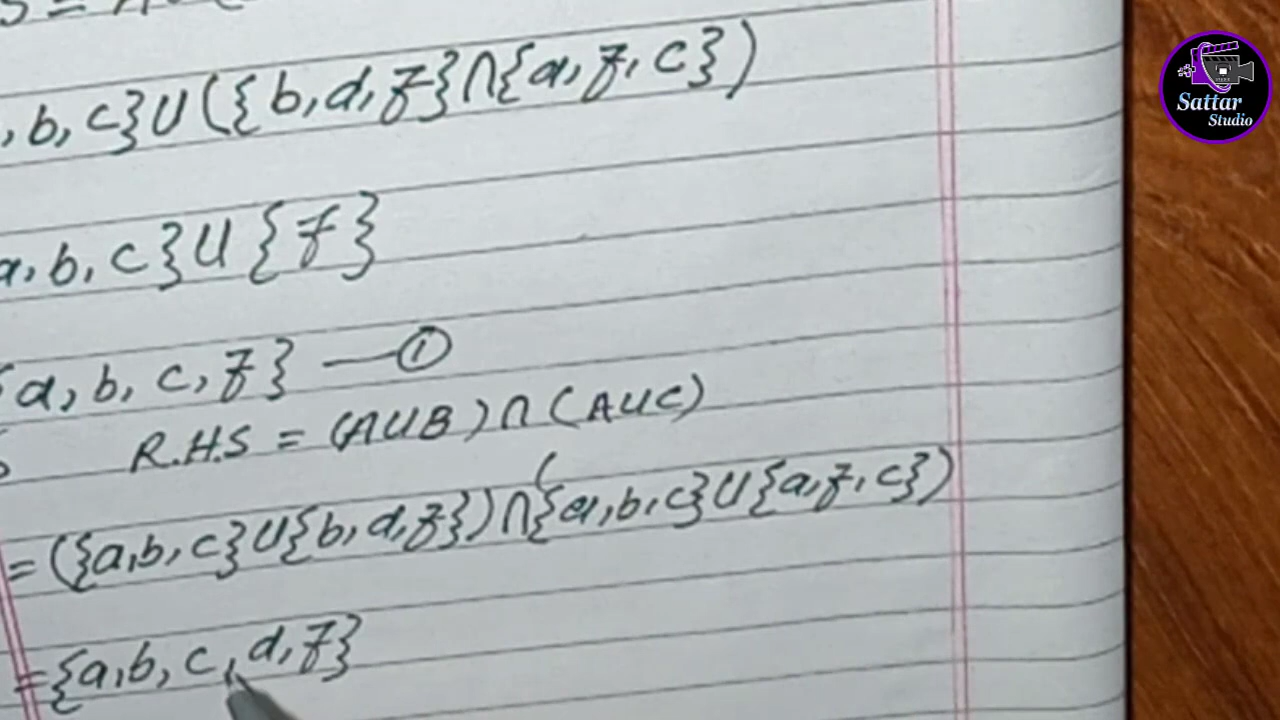 , b, c}U({b,d,f}∩{a,f,c})
a, b, c}U{f}
{a, b, c, f} —①
R.H.S = (AUB)∩(AUC)
= ({a,b,c}U{b,d,f})∩({a,b,c}U{a,f,c})
={a,b,c,d,f}
Sattar
Studio